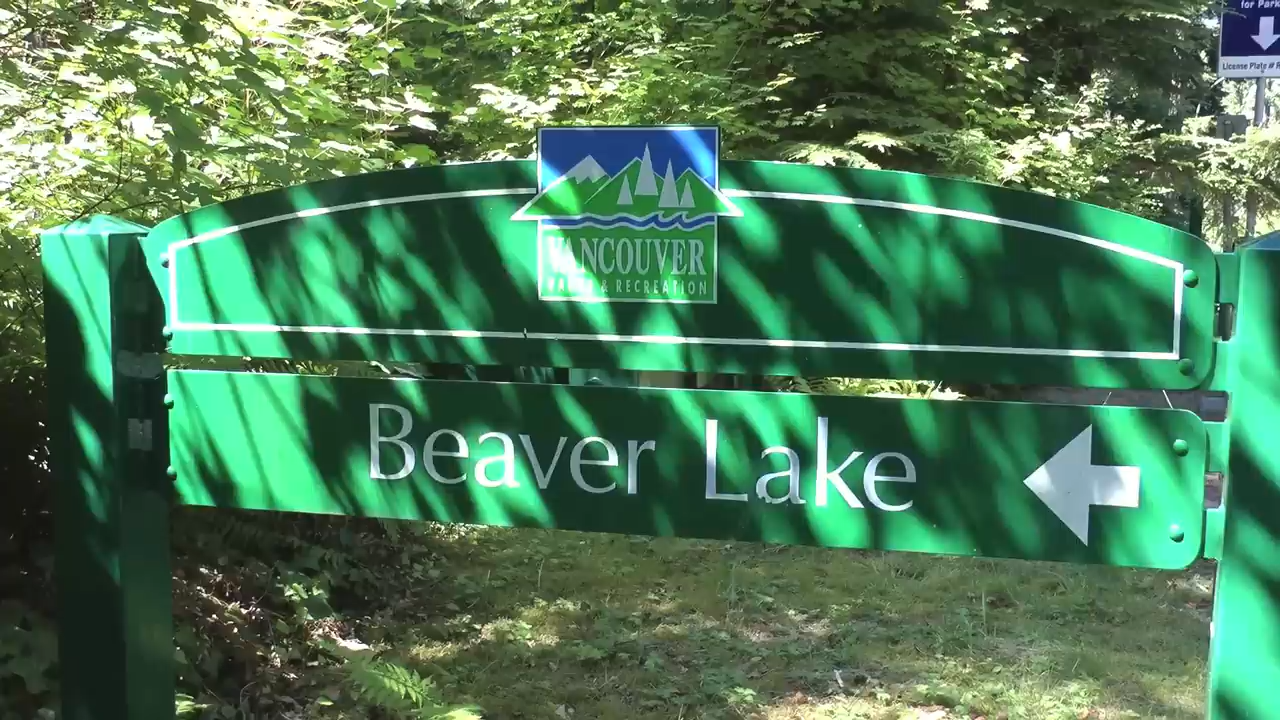 for Park
License Plate # R
VANCOUVER
PARKS & RECREATION
Beaver Lake